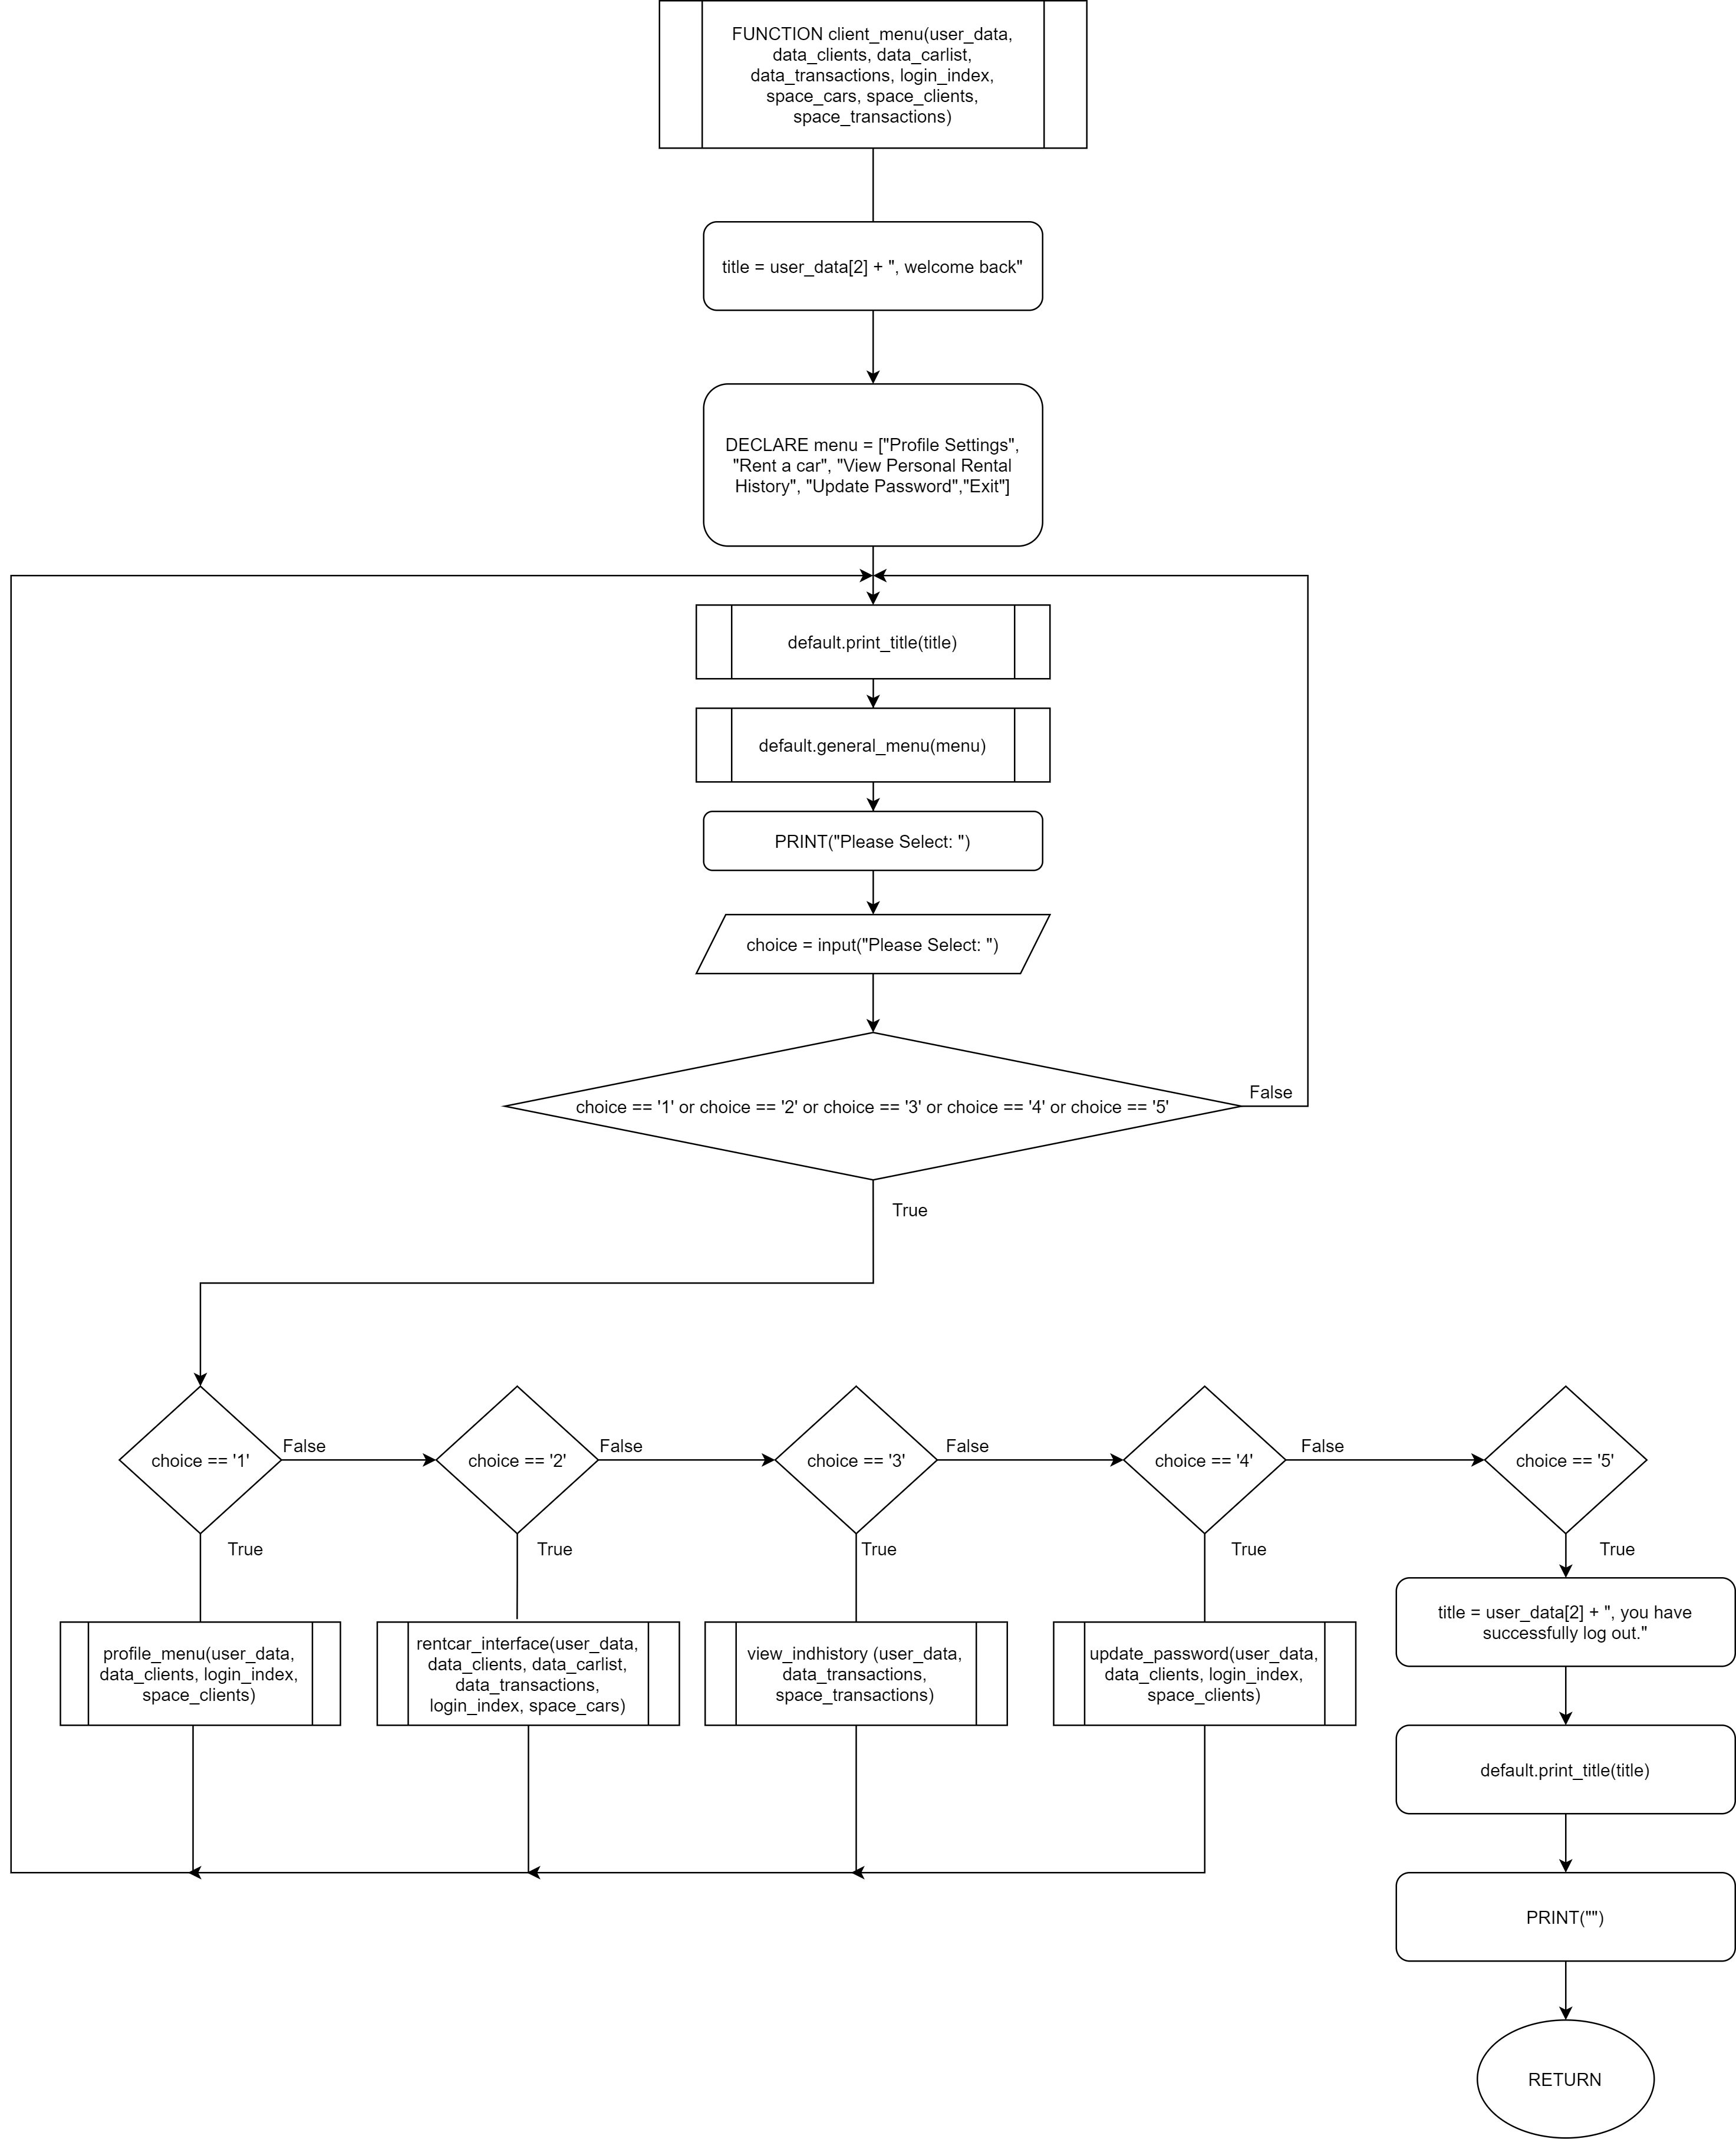 FUNCTION client_menu(user_data,
data_clients, data_carlist,
data_transactions, login_index,
space_cars, space_clients,
space_transactions)
title = user_data[2] + ", welcome back"
DECLARE menu = ["Profile Settings",
"Rent a car", "View Personal Rental
History", "Update Password","Exit"]
default.print_title(title)
default.general_menu(menu)
PRINT("Please Select: ")
choice = input("Please Select: ")
choice == '1' or choice == '2' or choice == '3' or choice == '4' or choice == '5'
False
True
choice == '1'
False
choice == '2'
False
choice == '3'
False
choice == '4'
False
choice == '5'
True
True
True
True
True
profile_menu(user_data,
data_clients, login_index,
space_clients)
rentcar_interface(user_data,
data_clients, data_carlist,
data_transactions,
login_index, space_cars)
view_indhistory (user_data,
data_transactions,
space_transactions)
update_password(user_data,
data_clients, login_index,
space_clients)
title = user_data[2] + ", you have
successfully log out."
default.print_title(title)
PRINT("")
RETURN